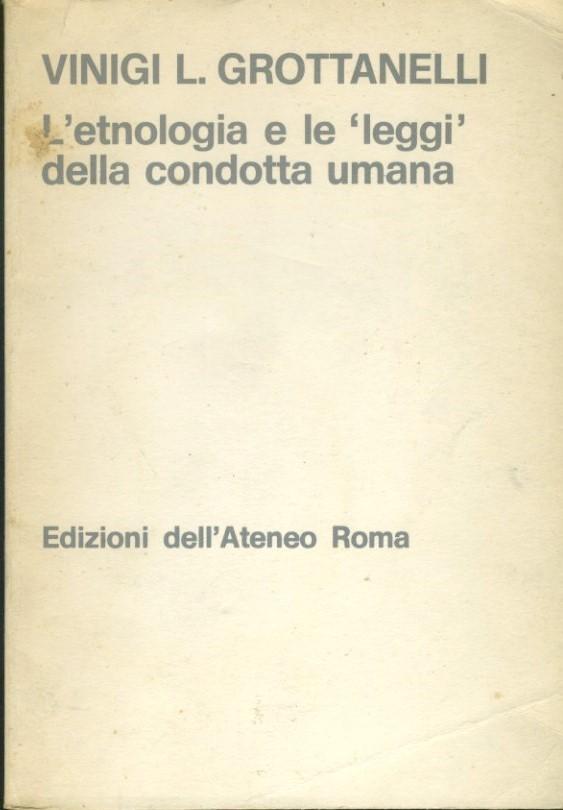 VINIGI L. GROTTANELLI
L'etnologia e le ‘leggi’
della condotta umana
Edizioni dell'Ateneo Roma